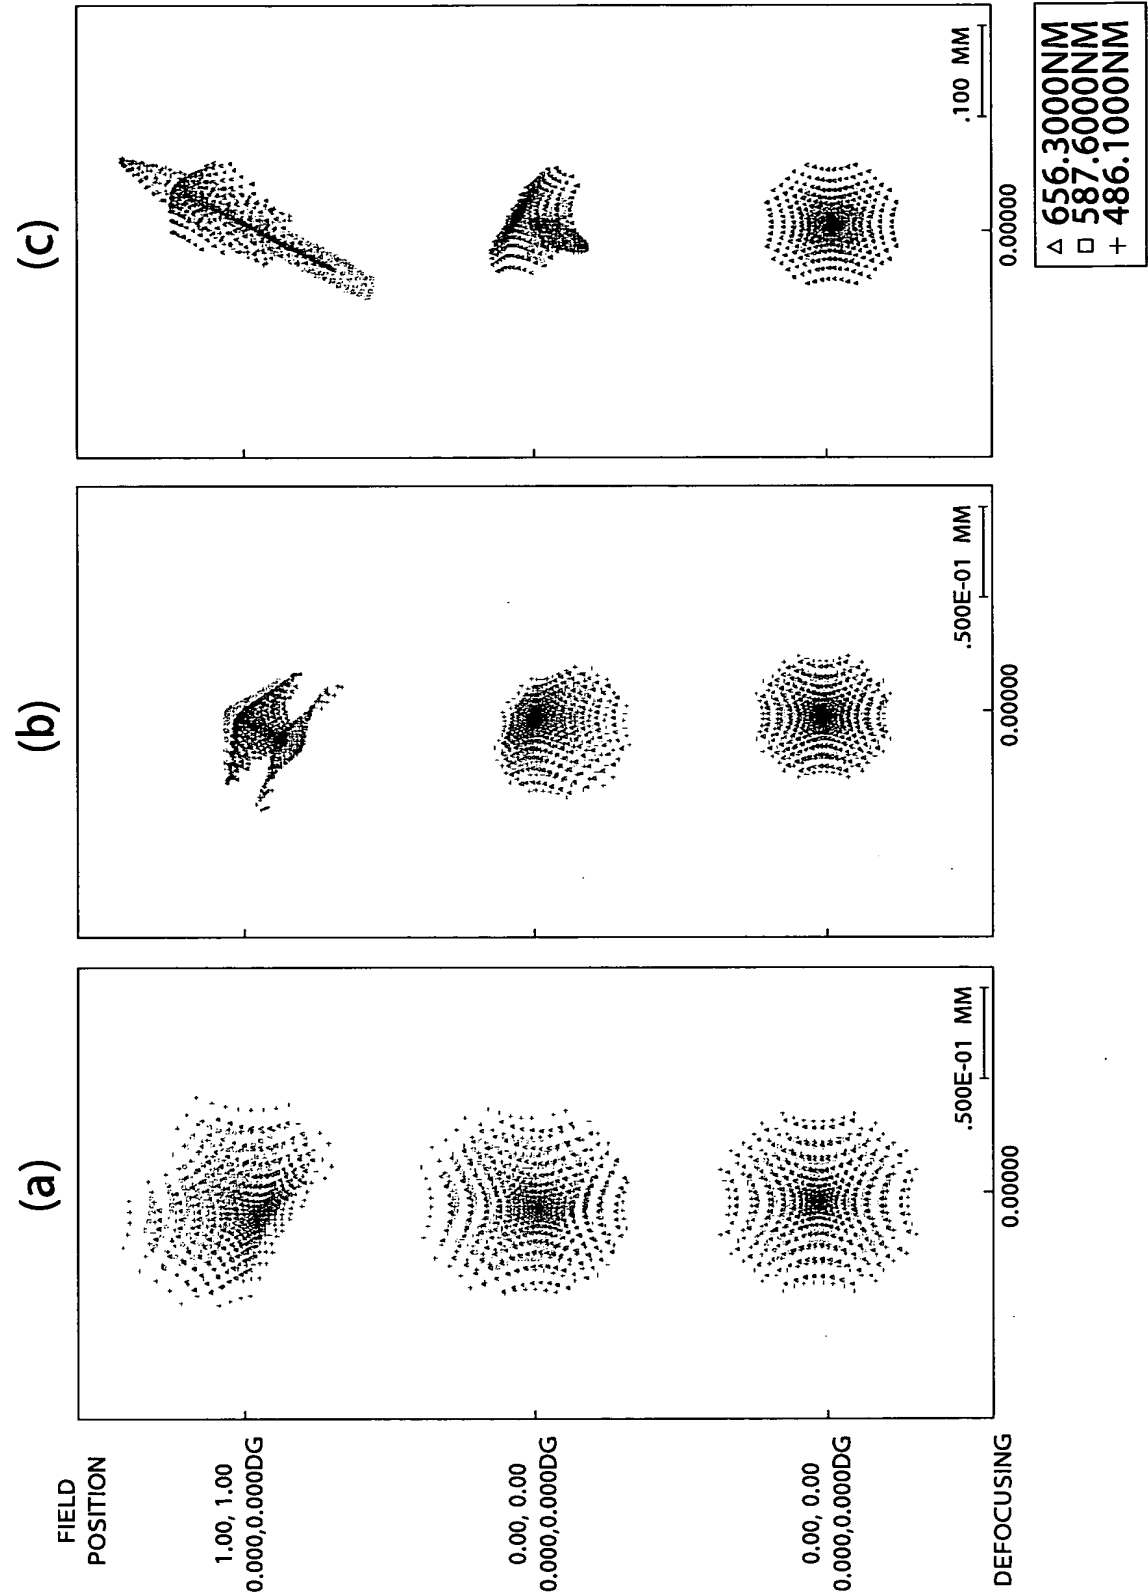 (a)
(b)
(c)
FIELD
POSITION
1.00, 1.00
0.000,0.000DG
0.00, 0.00
0.000,0.000DG
0.00, 0.00
0.000,0.000DG
DEFOCUSING
.500E-01 MM
0.00000
.500E-01 MM
0.00000
.100 MM
0.00000
△ 656.3000NM
□ 587.6000NM
+ 486.1000NM